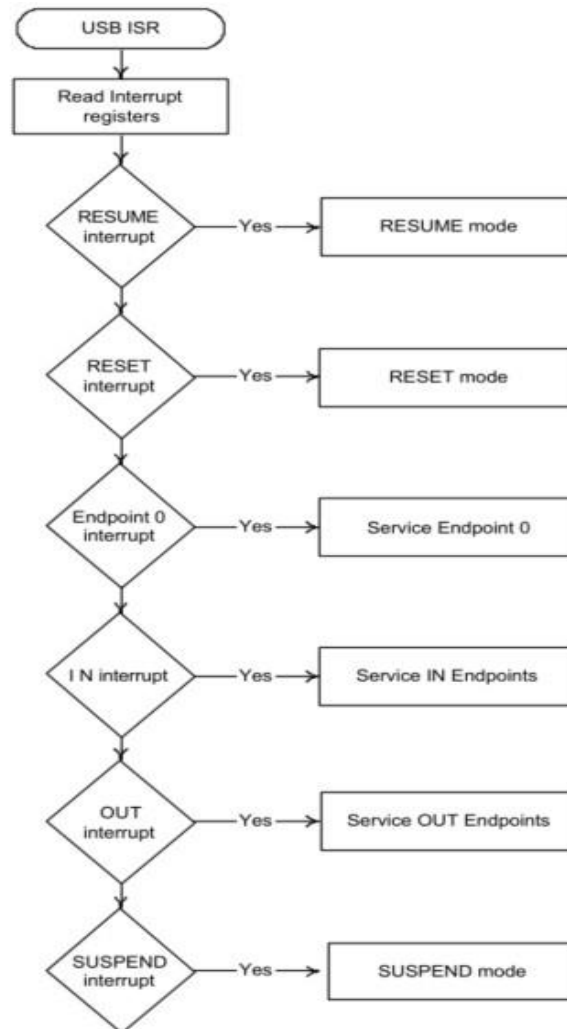 USB ISR
Read Interrupt
registers
RESUME
interrupt
Yes
RESUME mode
RESET
interrupt
Yes
RESET mode
Endpoint 0
interrupt
Yes
Service Endpoint 0
I N interrupt
Yes
Service IN Endpoints
OUT
interrupt
Yes
Service OUT Endpoints
SUSPEND
interrupt
Yes
SUSPEND mode